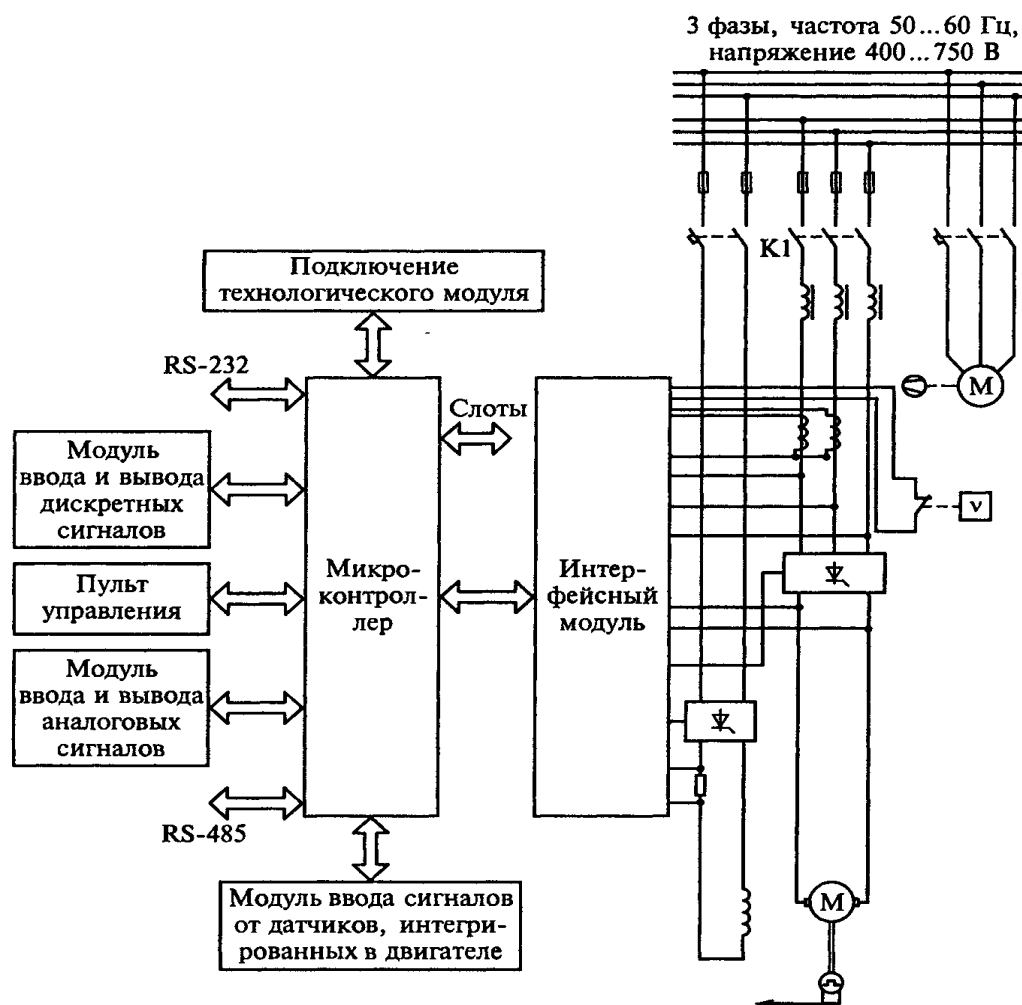 3 фазы, частота 50...60 Гц,
напряжение 400...750 В
К1
Подключение
технологического модуля
RS-232
Слоты
Модуль
ввода и вывода
дискретных
сигналов
Пульт
управления
Микро-
контрол-
лер
Интер-
фейсный
модуль
Модуль
ввода и вывода
аналоговых
сигналов
RS-485
Модуль ввода сигналов
от датчиков, интегри-
рованных в двигателе
М
v
М